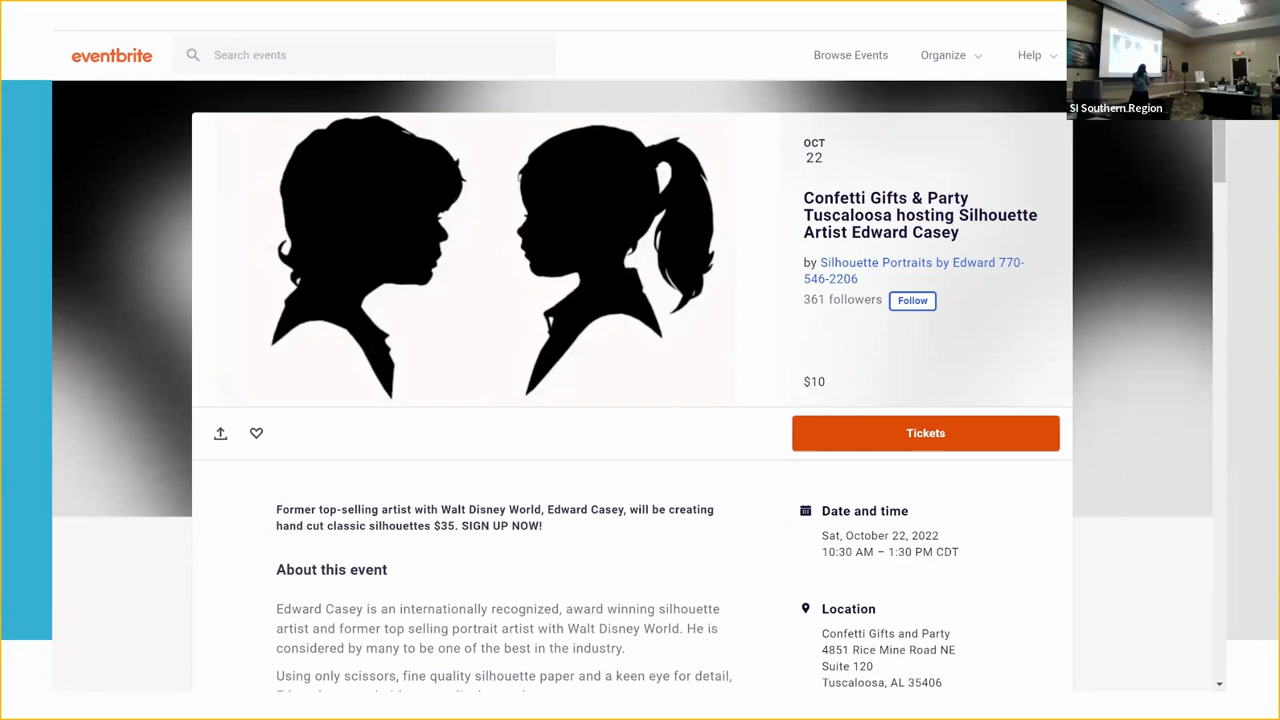 eventbrite
Search events
Browse Events
Organize
Help
SI Southern Region
OCT
22
Confetti Gifts & Party
Tuscaloosa hosting Silhouette
Artist Edward Casey
by Silhouette Portraits by Edward 770-
546-2206
361 followers
Follow
$10
Tickets
Former top-selling artist with Walt Disney World, Edward Casey, will be creating
hand cut classic silhouettes $35. SIGN UP NOW!
About this event
Edward Casey is an internationally recognized, award winning silhouette
artist and former top selling portrait artist with Walt Disney World. He is
considered by many to be one of the best in the industry.
Using only scissors, fine quality silhouette paper and a keen eye for detail,
Date and time
Sat, October 22, 2022
10:30 AM – 1:30 PM CDT
Location
Confetti Gifts and Party
4851 Rice Mine Road NE
Suite 120
Tuscaloosa, AL 35406